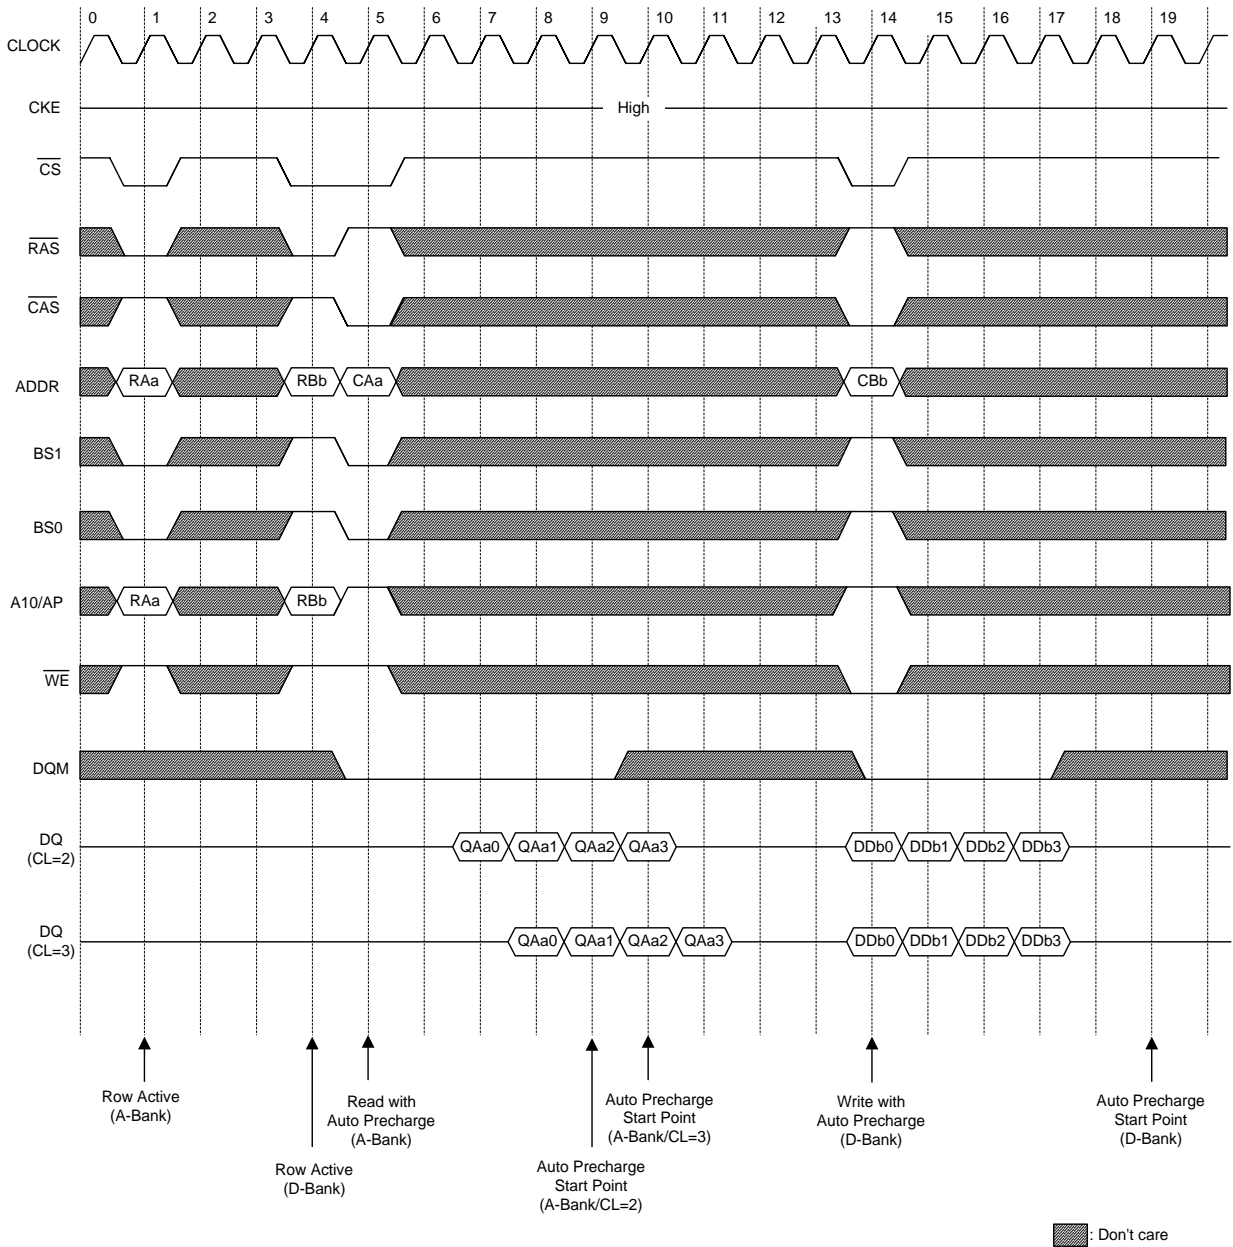 0 1 2 3 4 5 6 7 8 9 10 11 12 13 14 15 16 17 18 19
CLOCK
CKE High
CS
RAS
CAS
ADDR RAa RBb CAa CBb
BS1
BS0
A10/AP RAa RBb
WE
DQM
DQ
(CL=2) QAa0 QAa1 QAa2 QAa3 DDb0 DDb1 DDb2 DDb3
DQ
(CL=3) QAa0 QAa1 QAa2 QAa3 DDb0 DDb1 DDb2 DDb3
Row Active
(A-Bank)
Row Active
(D-Bank)
Read with
Auto Precharge
(A-Bank)
Auto Precharge
Start Point
(A-Bank/CL=2)
Auto Precharge
Start Point
(A-Bank/CL=3)
Write with
Auto Precharge
(D-Bank)
Auto Precharge
Start Point
(D-Bank)
: Don't care